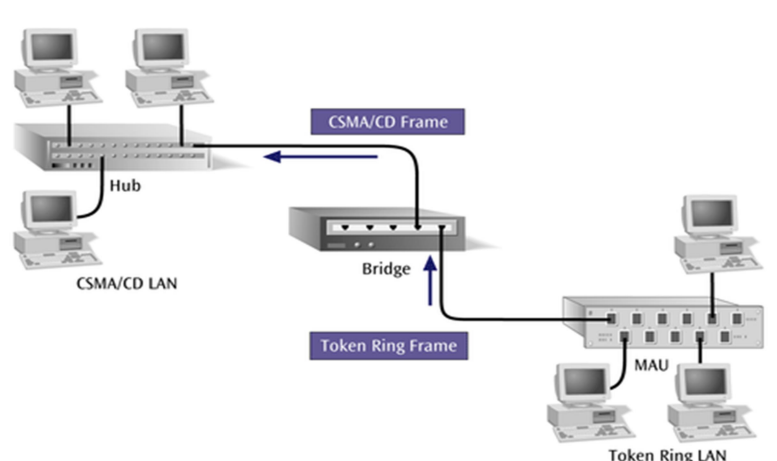 CSMA/CD Frame
Hub
Bridge
CSMA/CD LAN
Token Ring Frame
MAU
Token Ring LAN